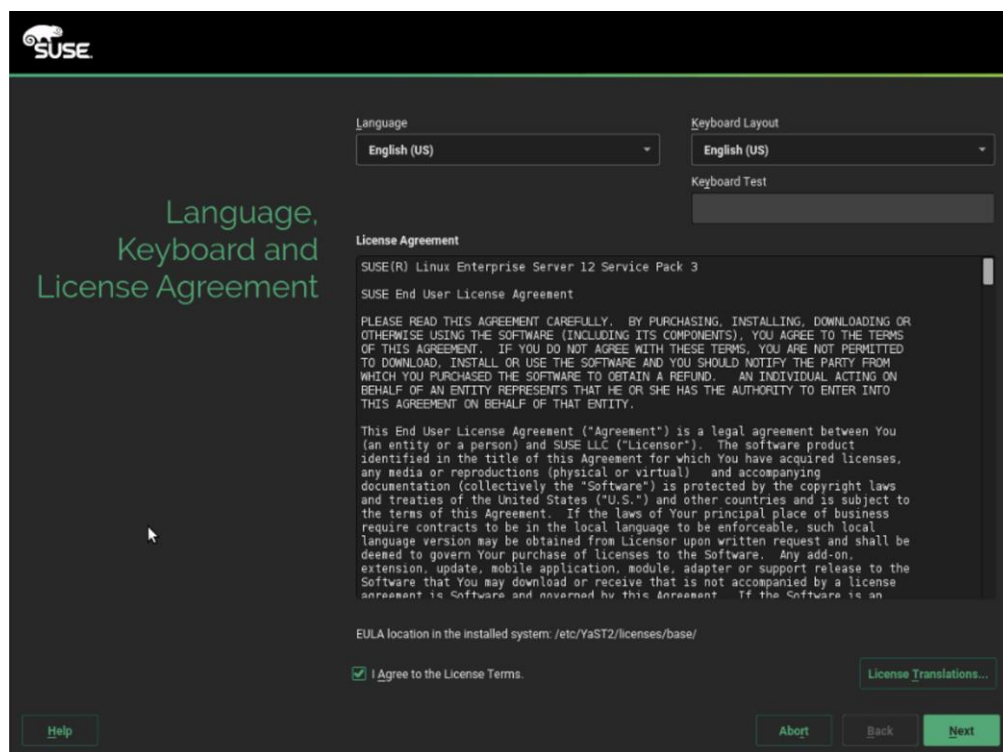 SUSE.
Language
Keyboard Layout
English (US)
English (US)
Keyboard Test
Language,
Keyboard and
License Agreement
License Agreement
SUSE(R) Linux Enterprise Server 12 Service Pack 3
SUSE End User License Agreement
PLEASE READ THIS AGREEMENT CAREFULLY. BY PURCHASING, INSTALLING, DOWNLOADING OR
OTHERWISE USING THE SOFTWARE (INCLUDING ITS COMPONENTS), YOU AGREE TO THE TERMS
OF THIS AGREEMENT. IF YOU DO NOT AGREE WITH THESE TERMS, YOU ARE NOT PERMITTED
TO DOWNLOAD, INSTALL OR USE THE SOFTWARE AND YOU SHOULD NOTIFY THE PARTY FROM
WHICH YOU PURCHASED THE SOFTWARE TO OBTAIN A REFUND. AN INDIVIDUAL ACTING ON
BEHALF OF AN ENTITY REPRESENTS THAT HE OR SHE HAS THE AUTHORITY TO ENTER INTO
THIS AGREEMENT ON BEHALF OF THAT ENTITY.
This End User License Agreement ("Agreement") is a legal agreement between You
(an entity or a person) and SUSE LLC ("Licensor"). The software product
identified in the title of this Agreement for which You have acquired licenses,
any media or reproductions (physical or virtual) and accompanying
documentation (collectively the "Software") is protected by the copyright laws
and treaties of the United States ("U.S.") and other countries and is subject to
the terms of this Agreement. If the laws of Your principal place of business
require contracts to be in the local language to be enforceable, such local
language version may be obtained from Licensor upon written request and shall be
deemed to govern Your purchase of licenses to the Software. Any add-on,
extension, update, mobile application, module, adapter or support release to the
Software that You may download or receive that is not accompanied by a license
agreement is Software and governed by this Agreement. If the Software is an
EULA location in the installed system: /etc/YaST2/licenses/base/
I Agree to the License Terms.
License Translations...
Help
Abort
Back
Next